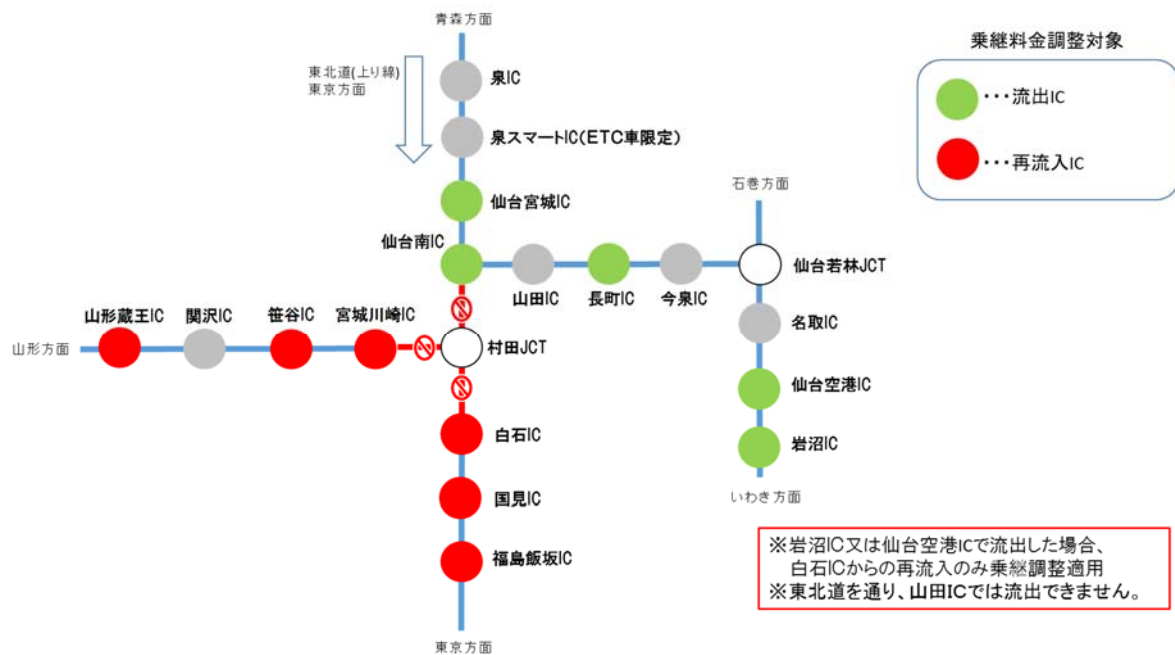 青森方面
東北道(上り線)
東京方面
泉IC
泉スマートIC(ETC車限定)
仙台宮城IC
仙台南IC
山田IC
長町IC
今泉IC
石巻方面
仙台若林JCT
名取IC
仙台空港IC
岩沼IC
いわき方面
山形方面
山形蔵王IC
関沢IC
笹谷IC
宮城川崎IC
村田JCT
白石IC
国見IC
福島飯坂IC
東京方面
乗継料金調整対象
・・・流出IC
・・・再流入IC
※岩沼IC又は仙台空港ICで流出した場合、
白石ICからの再流入のみ乗継調整適用
※東北道を通り、山田ICでは流出できません。